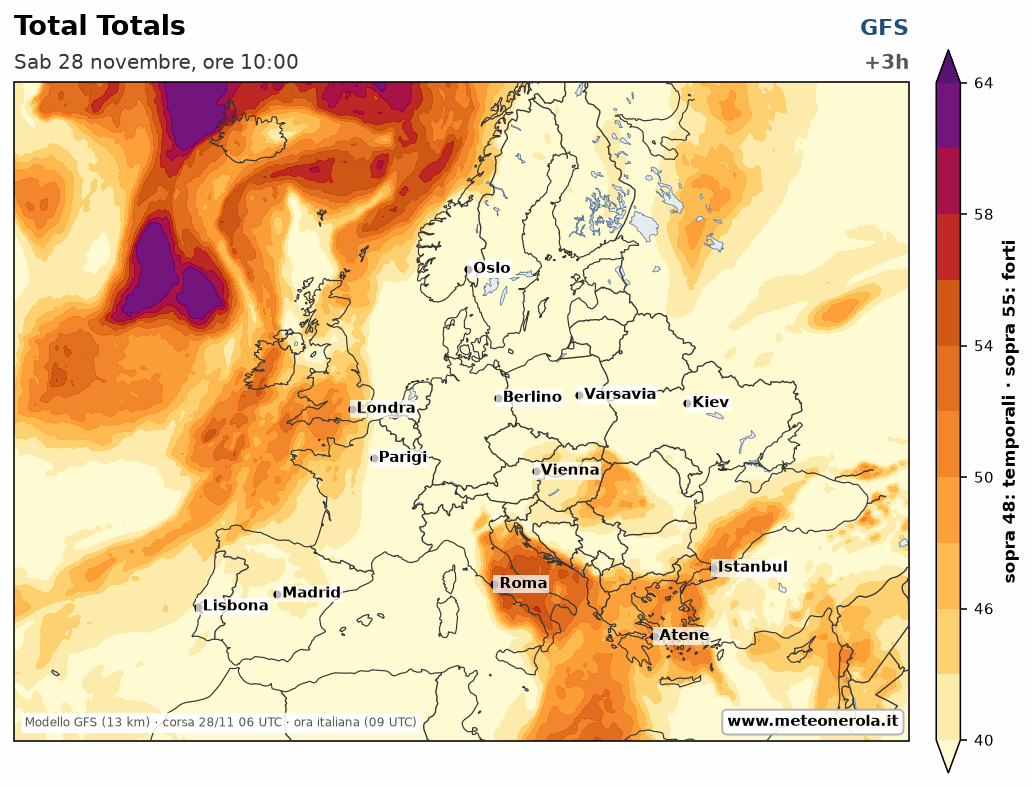 Total Totals
GFS
Sab 28 novembre, ore 10:00
+3h
64
58
54
50
46
40
sopra 48: temporali · sopra 55: forti
Oslo
Londra
Berlino
Varsavia
Kiev
Parigi
Vienna
Istanbul
Roma
Madrid
Lisbona
Atene
Modello GFS (13 km) · corsa 28/11 06 UTC · ora italiana (09 UTC)
www.meteonerola.it